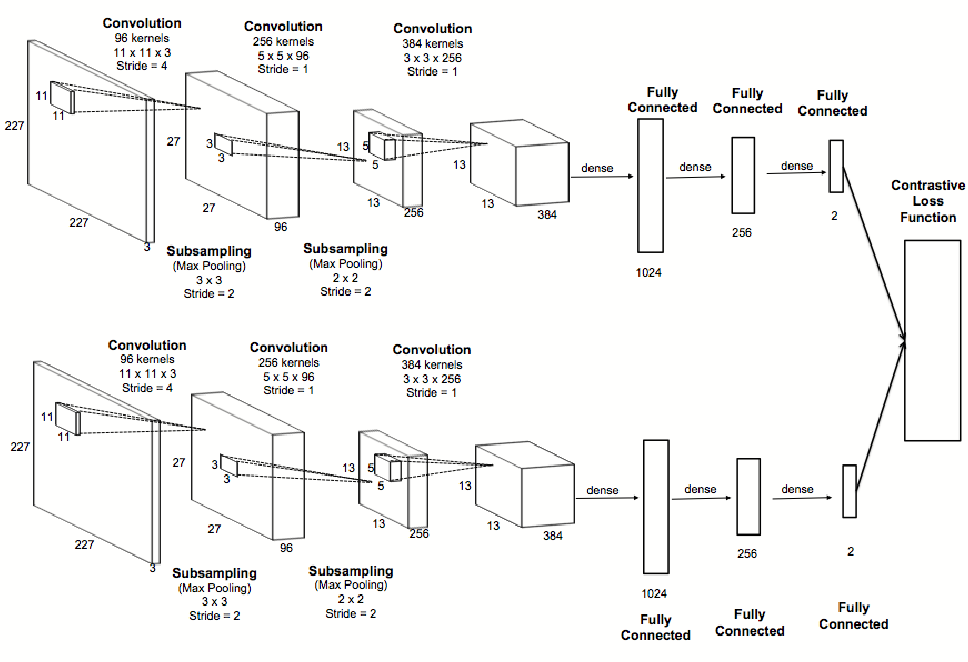 Convolution
96 kernels
11 x 11 x 3
Stride = 4
Convolution
256 kernels
5 x 5 x 96
Stride = 1
Convolution
384 kernels
3 x 3 x 256
Stride = 1
11
11
227
227
3
27
3
3
27
96
13
5
5
13
256
13
13
384
Subsampling
(Max Pooling)
3 x 3
Stride = 2
Subsampling
(Max Pooling)
2 x 2
Stride = 2
dense
Fully
Connected
1024
dense
Fully
Connected
256
dense
Fully
Connected
2
Contrastive
Loss
Function
Convolution
96 kernels
11 x 11 x 3
Stride = 4
Convolution
256 kernels
5 x 5 x 96
Stride = 1
Convolution
384 kernels
3 x 3 x 256
Stride = 1
11
11
227
227
3
27
3
3
27
96
13
5
5
13
256
13
13
384
Subsampling
(Max Pooling)
3 x 3
Stride = 2
Subsampling
(Max Pooling)
2 x 2
Stride = 2
dense
1024
Fully
Connected
dense
256
Fully
Connected
dense
2
Fully
Connected